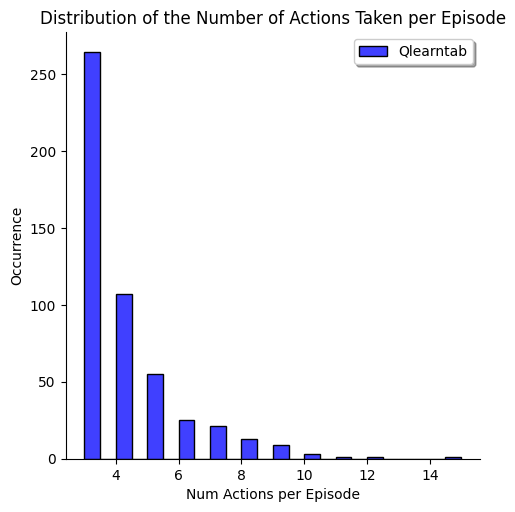 Distribution of the Number of Actions Taken per Episode
Qlearntab
250
200
150
100
50
0
Occurrence
4 6 8 10 12 14
Num Actions per Episode